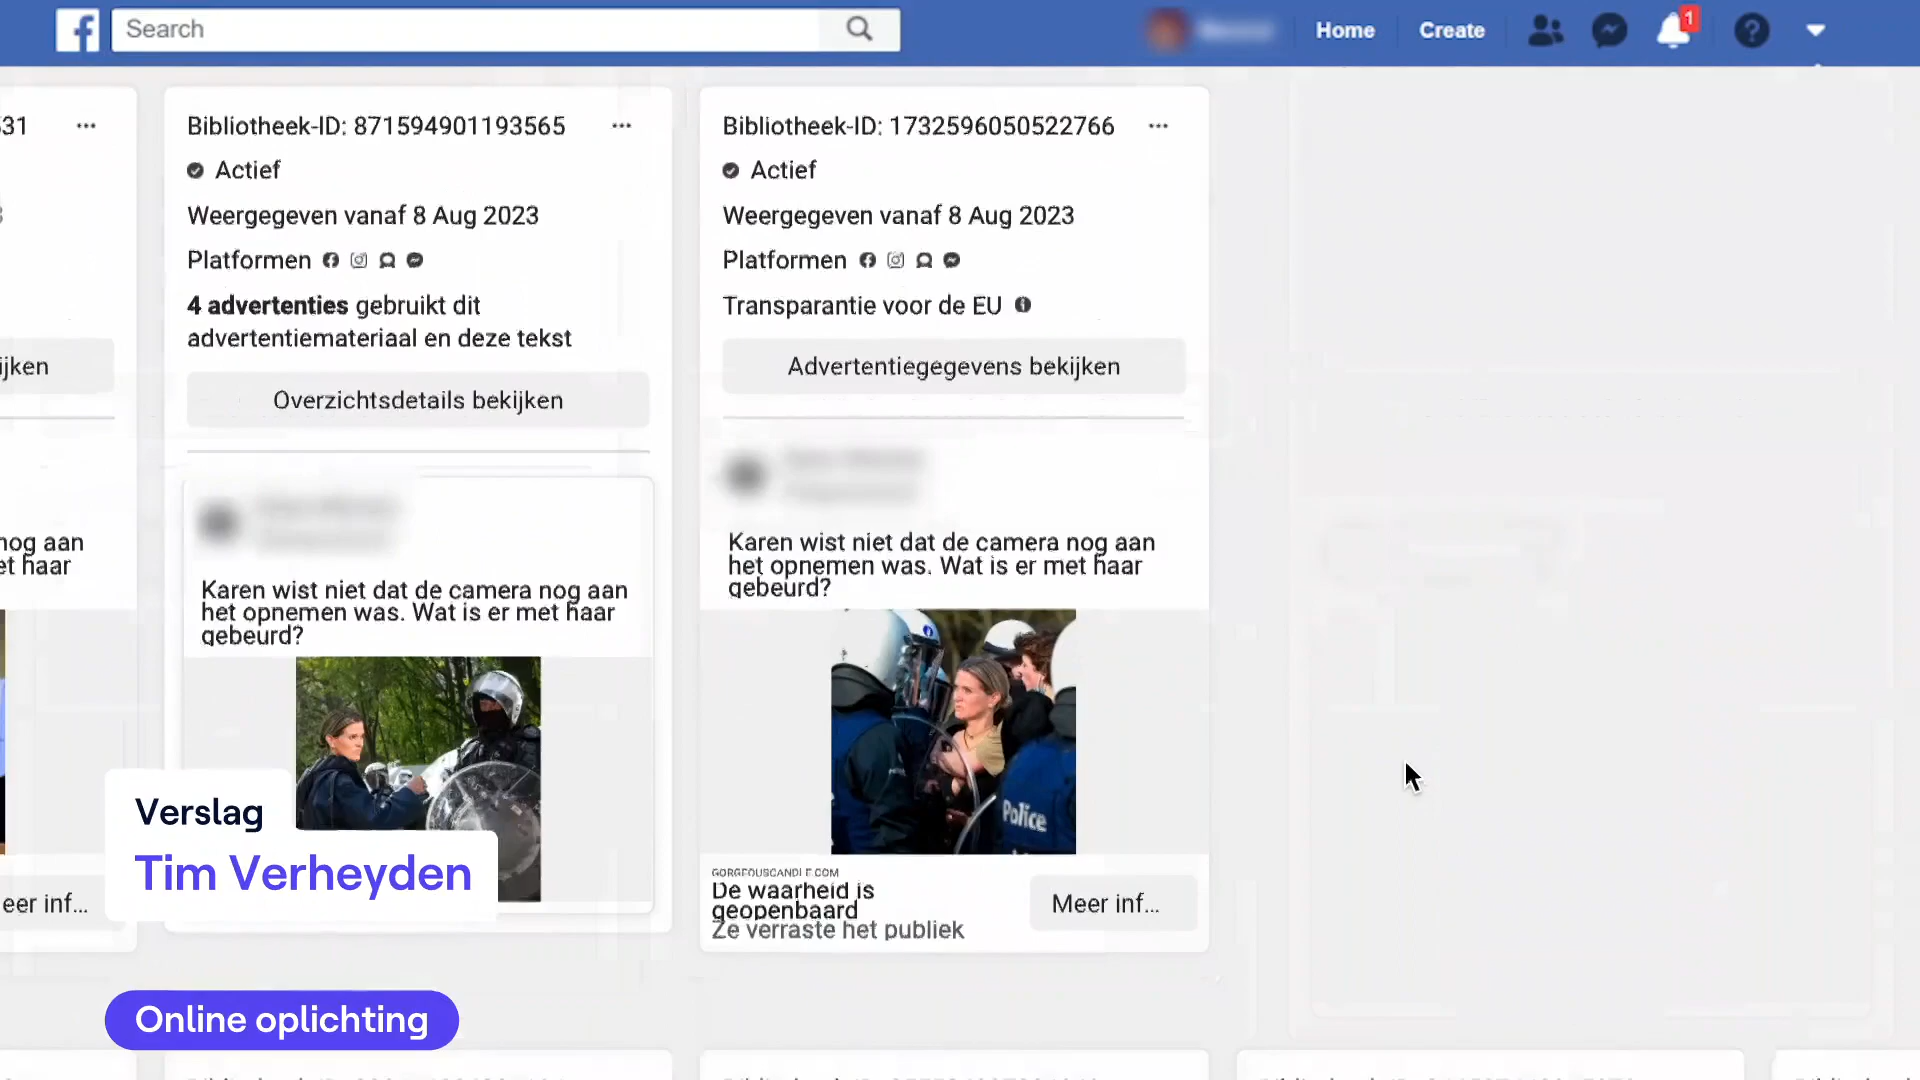 Search
Home
Create
1
531
Bibliotheek-ID: 871594901193565
Actief
Weergegeven vanaf 8 Aug 2023
Platformen
4 advertenties gebruikt dit
advertentiemateriaal en deze tekst
Overzichtsdetails bekijken
Karen wist niet dat de camera nog aan
het opnemen was. Wat is er met haar
gebeurd?
Bibliotheek-ID: 1732596050522766
Actief
Weergegeven vanaf 8 Aug 2023
Platformen
Transparantie voor de EU
Advertentiegegevens bekijken
Karen wist niet dat de camera nog aan
het opnemen was. Wat is er met haar
gebeurd?
Police
GORGEOUSCANDLE.COM
De waarheid is
geopenbaard
Ze verraste het publiek
Meer inf...
ijken
nog aan
et haar
eer inf...
Verslag
Tim Verheyden
Online oplichting